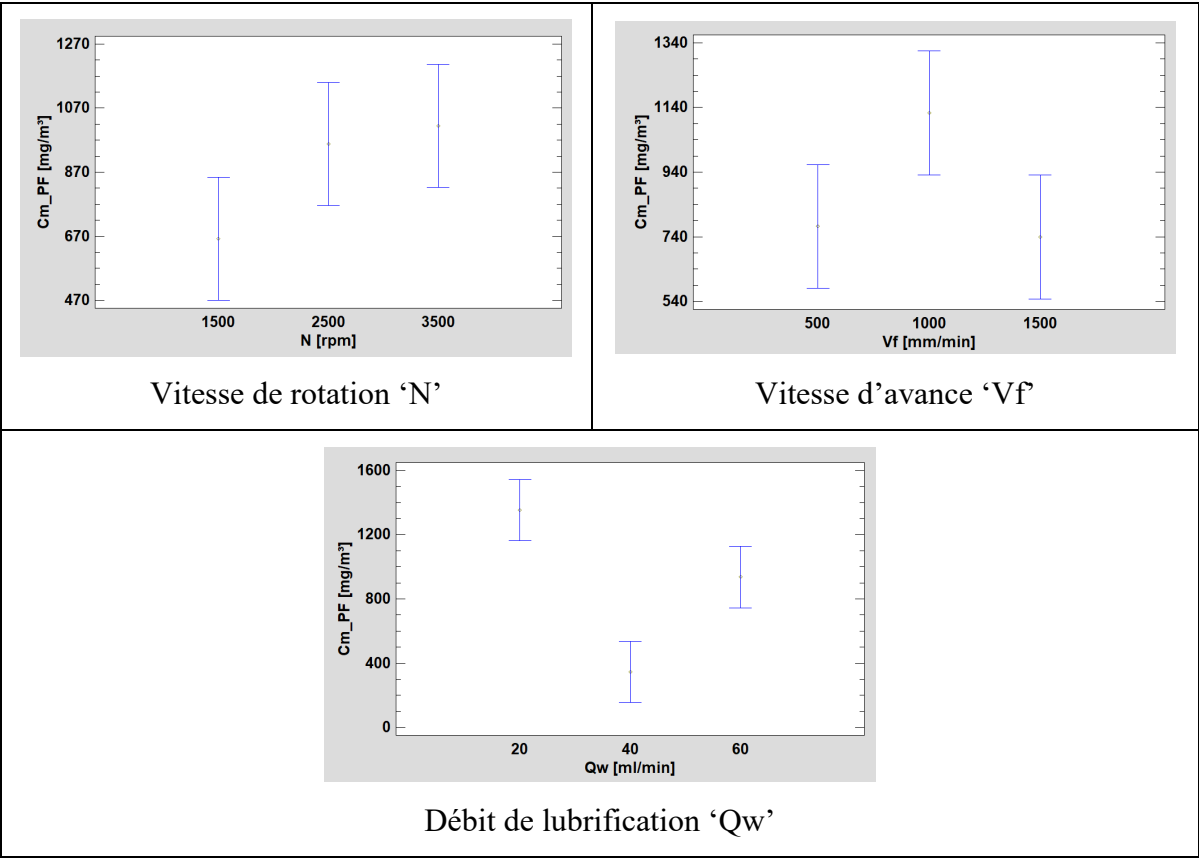 1270
1070
870
670
470
Cm_PF [mg/m³]
1500 2500 3500
N [rpm]
Vitesse de rotation ‘N’
1340
1140
940
740
540
Cm_PF [mg/m³]
500 1000 1500
Vf [mm/min]
Vitesse d’avance ‘Vf’
1600
1200
800
400
0
Cm_PF [mg/m³]
20 40 60
Qw [ml/min]
Débit de lubrification ‘Qw’